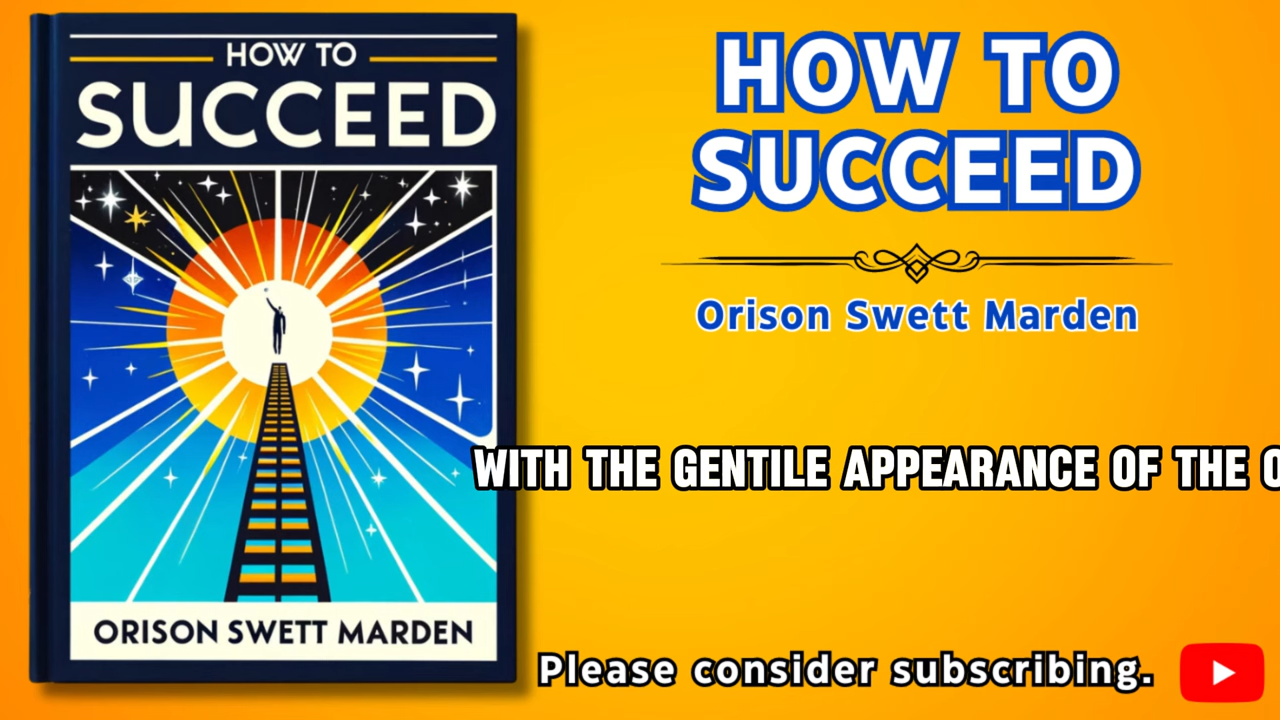 HOW TO
SUCCEED
ORISON SWETT MARDEN
HOW TO
SUCCEED
Orison Swett Marden
WITH THE GENTILE APPEARANCE OF THE
Please consider subscribing.